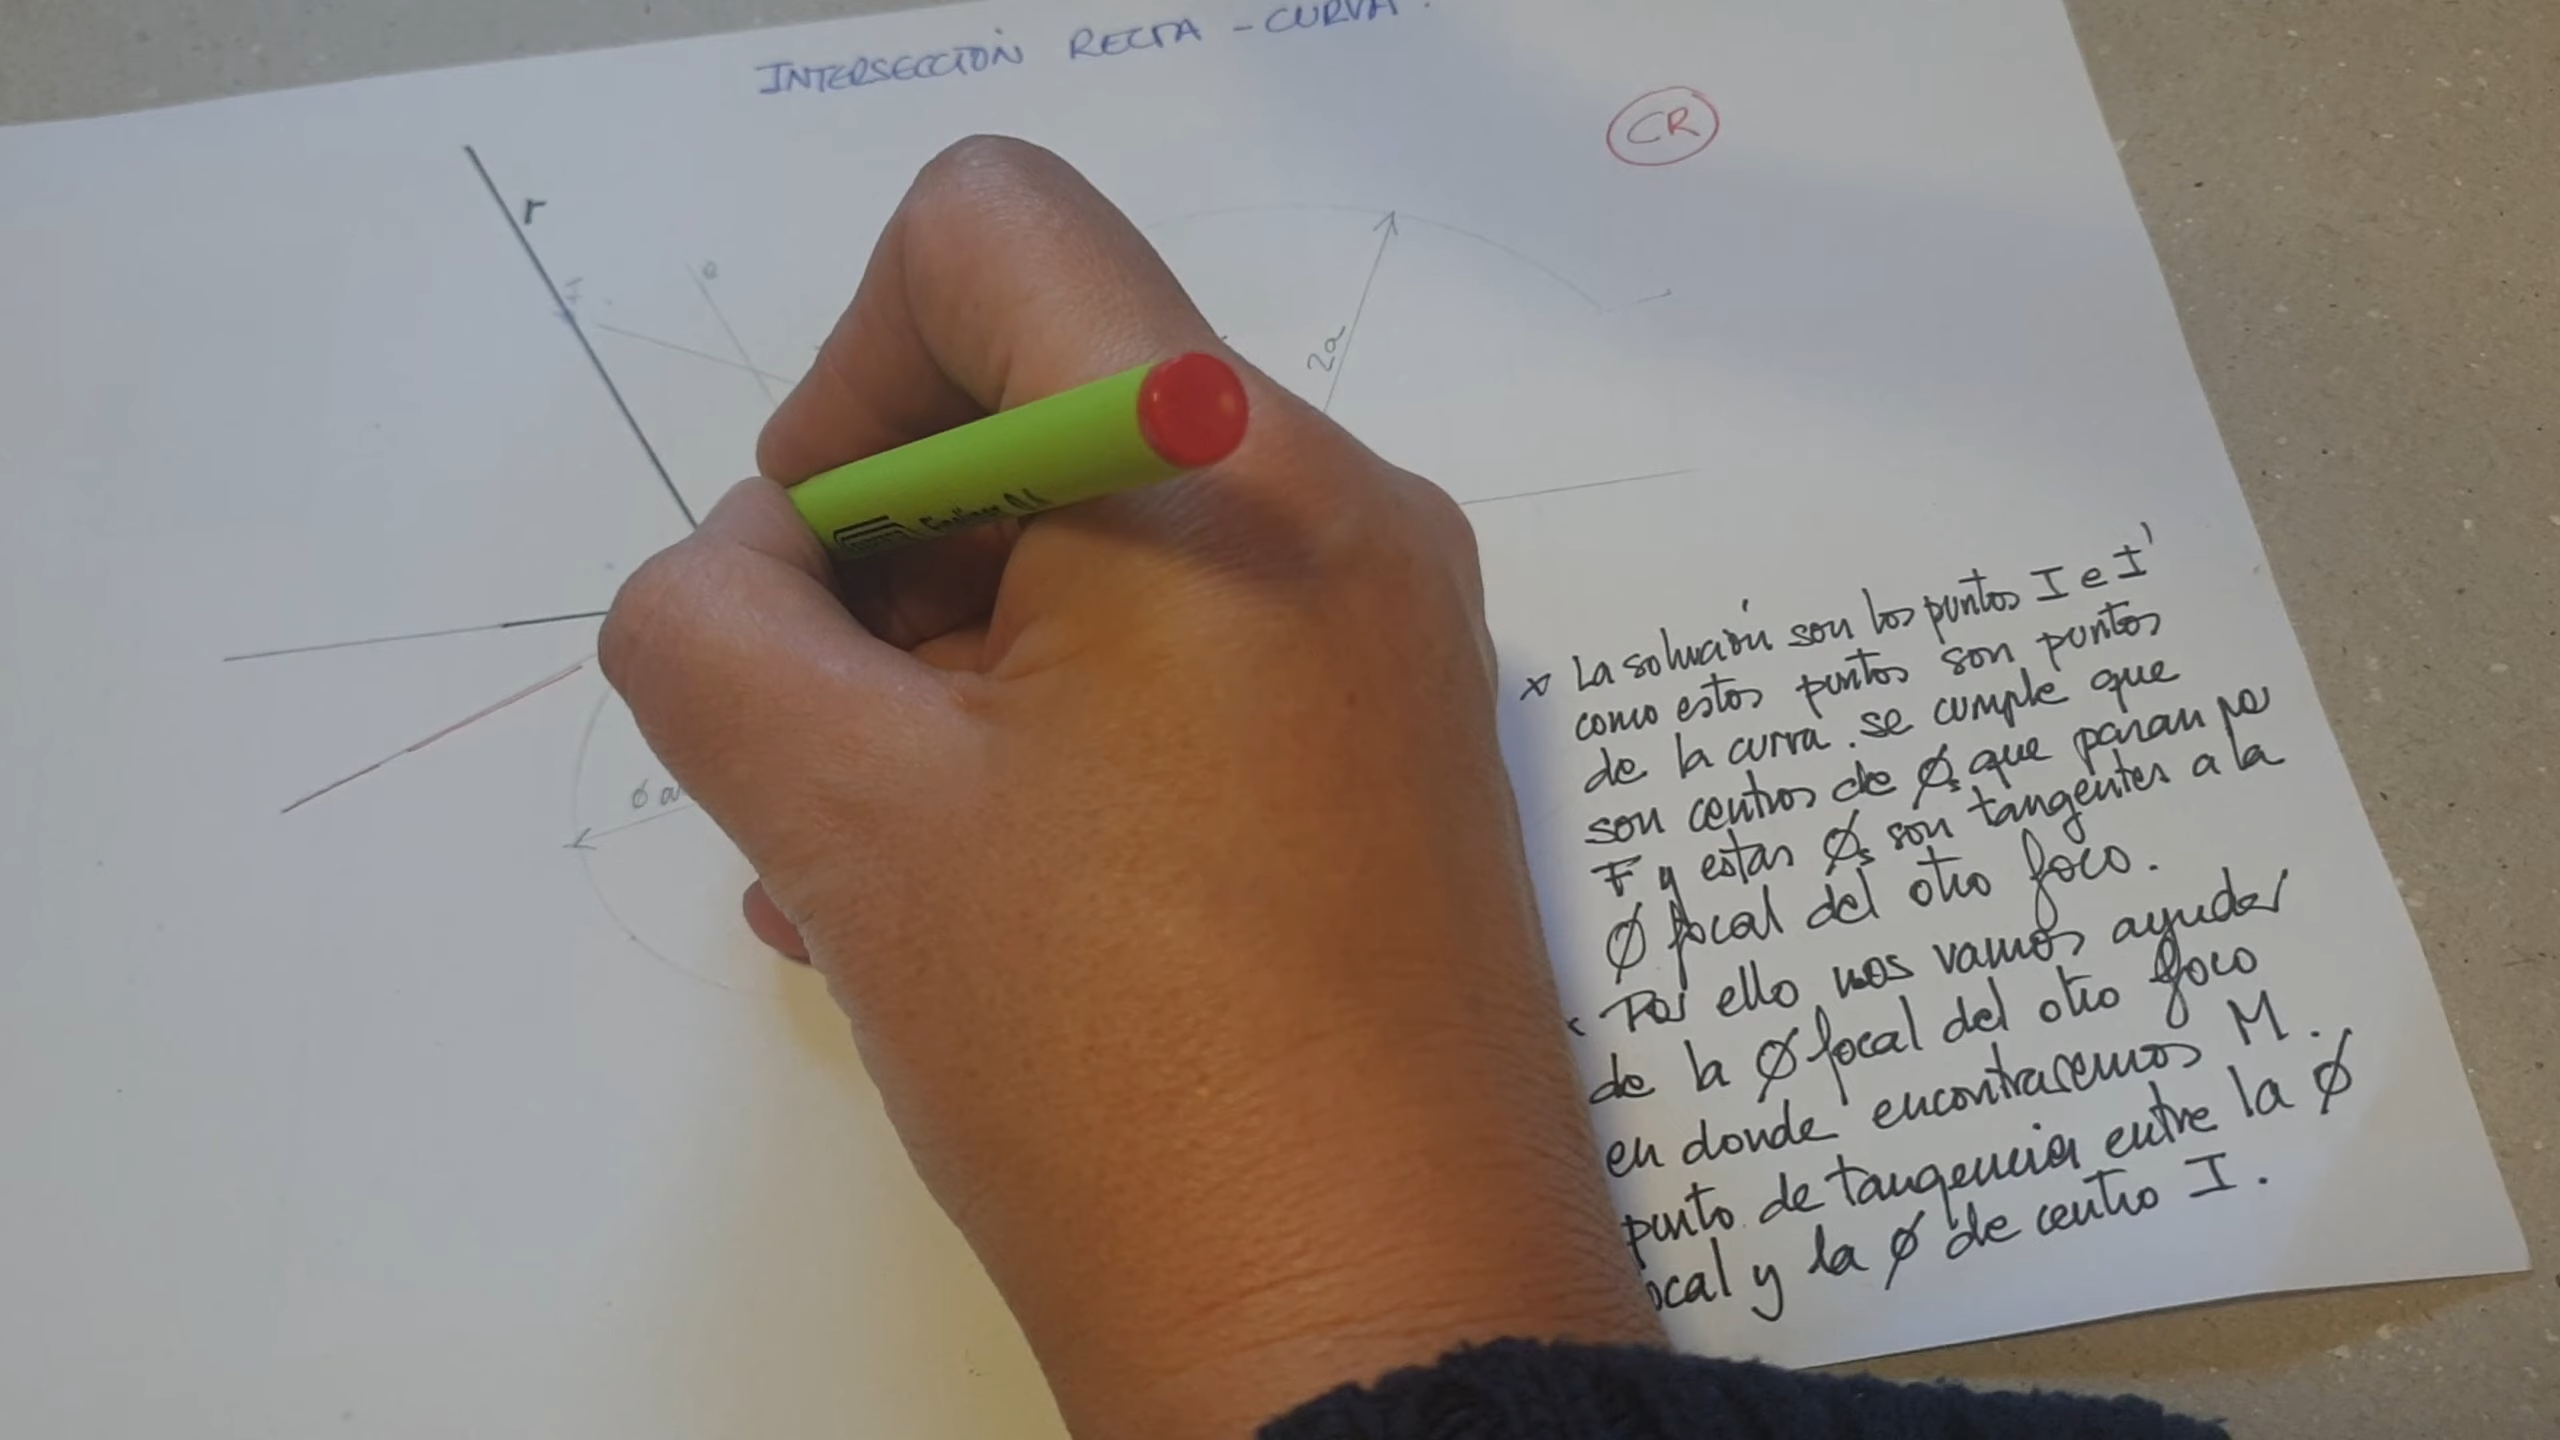 INTERSECCIÓN RECTA - CURVA.
CR
r
e
2a
ø a
Fineliner
x La solución son los puntos I e I'
como estos puntos son puntos
de la curva. se cumple que
son centros de Øs que pasan po
F y estas Øs son tangentes a la
Ø focal del otro foco.
x Por ello nos vamos ayudar
de la Ø focal del otro foco
en donde encontraremos M.
punto de tangencia entre la Ø
ocal y la Ø de centro I.